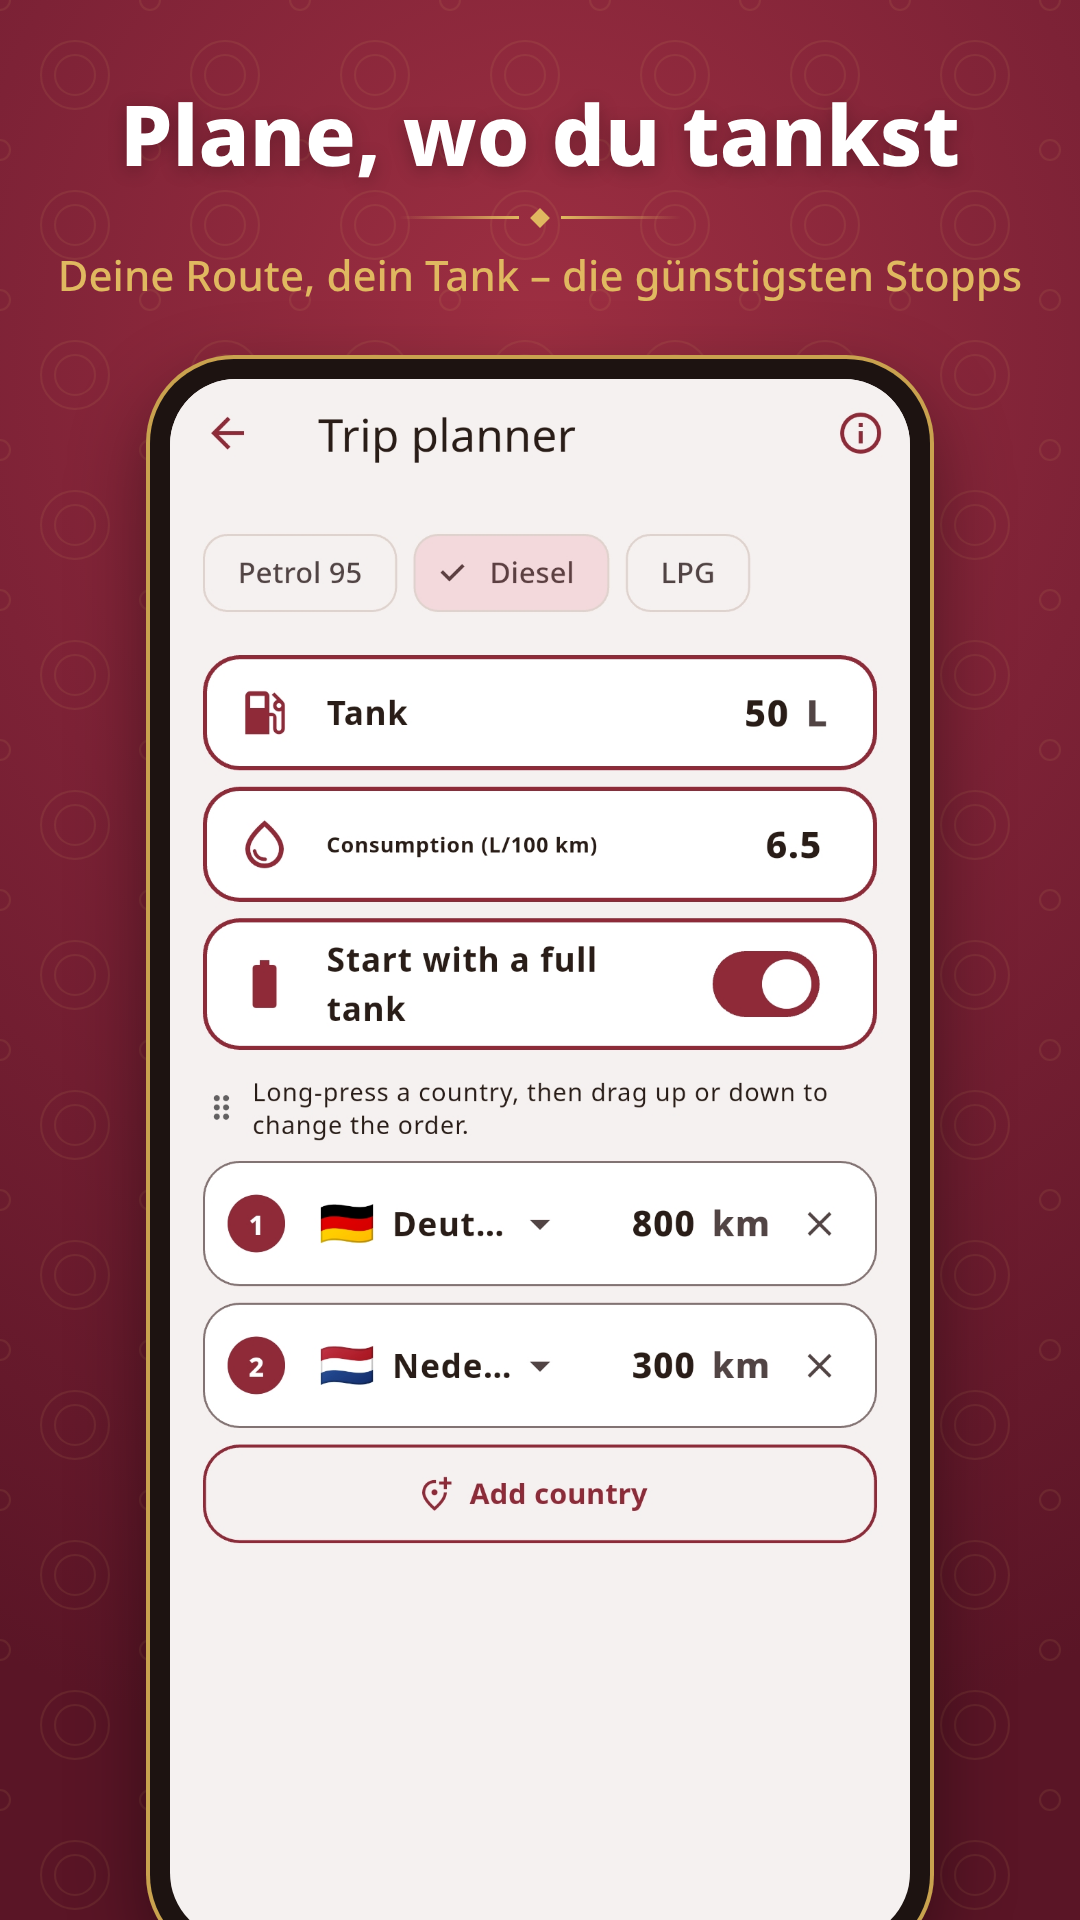 Plane, wo du tankst
Deine Route, dein Tank – die günstigsten Stopps
Trip planner
Petrol 95
Diesel
LPG
Tank 50 L
Consumption (L/100 km) 6.5
Start with a full
tank
Long-press a country, then drag up or down to
change the order.
1 Deut... 800 km
2 Nede... 300 km
Add country